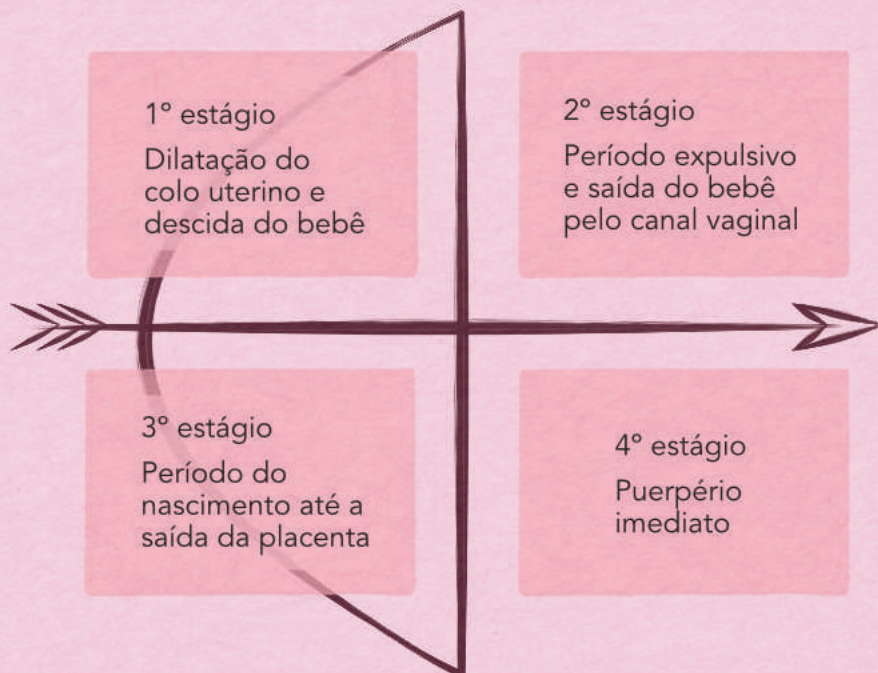 1º estágio
Dilatação do
colo uterino e
descida do bebê
2º estágio
Período expulsivo
e saída do bebê
pelo canal vaginal
3º estágio
Período do
nascimento até a
saída da placenta
4º estágio
Puerpério
imediato